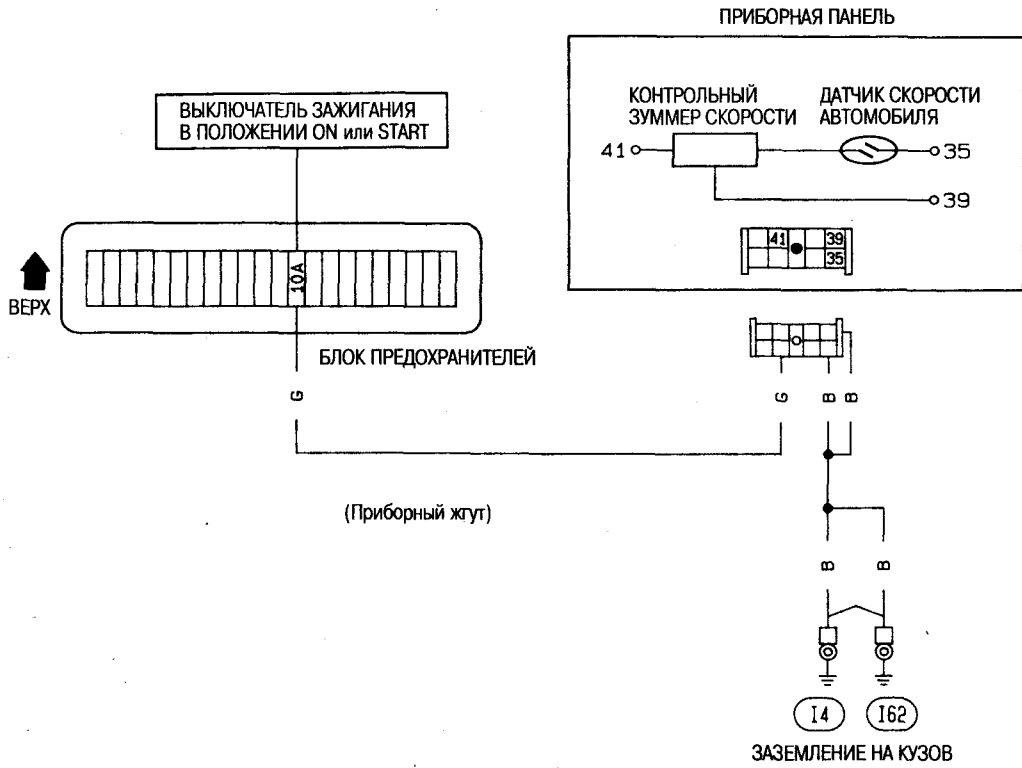 ПРИБОРНАЯ ПАНЕЛЬ
ВЫКЛЮЧАТЕЛЬ ЗАЖИГАНИЯ
В ПОЛОЖЕНИИ ON или START
КОНТРОЛЬНЫЙ
ЗУММЕР СКОРОСТИ
ДАТЧИК СКОРОСТИ
АВТОМОБИЛЯ
41
35
39
41 39
35
10A
ВЕРХ
БЛОК ПРЕДОХРАНИТЕЛЕЙ
G
G B B
(Приборный жгут)
B B
I4 I62
ЗАЗЕМЛЕНИЕ НА КУЗОВ